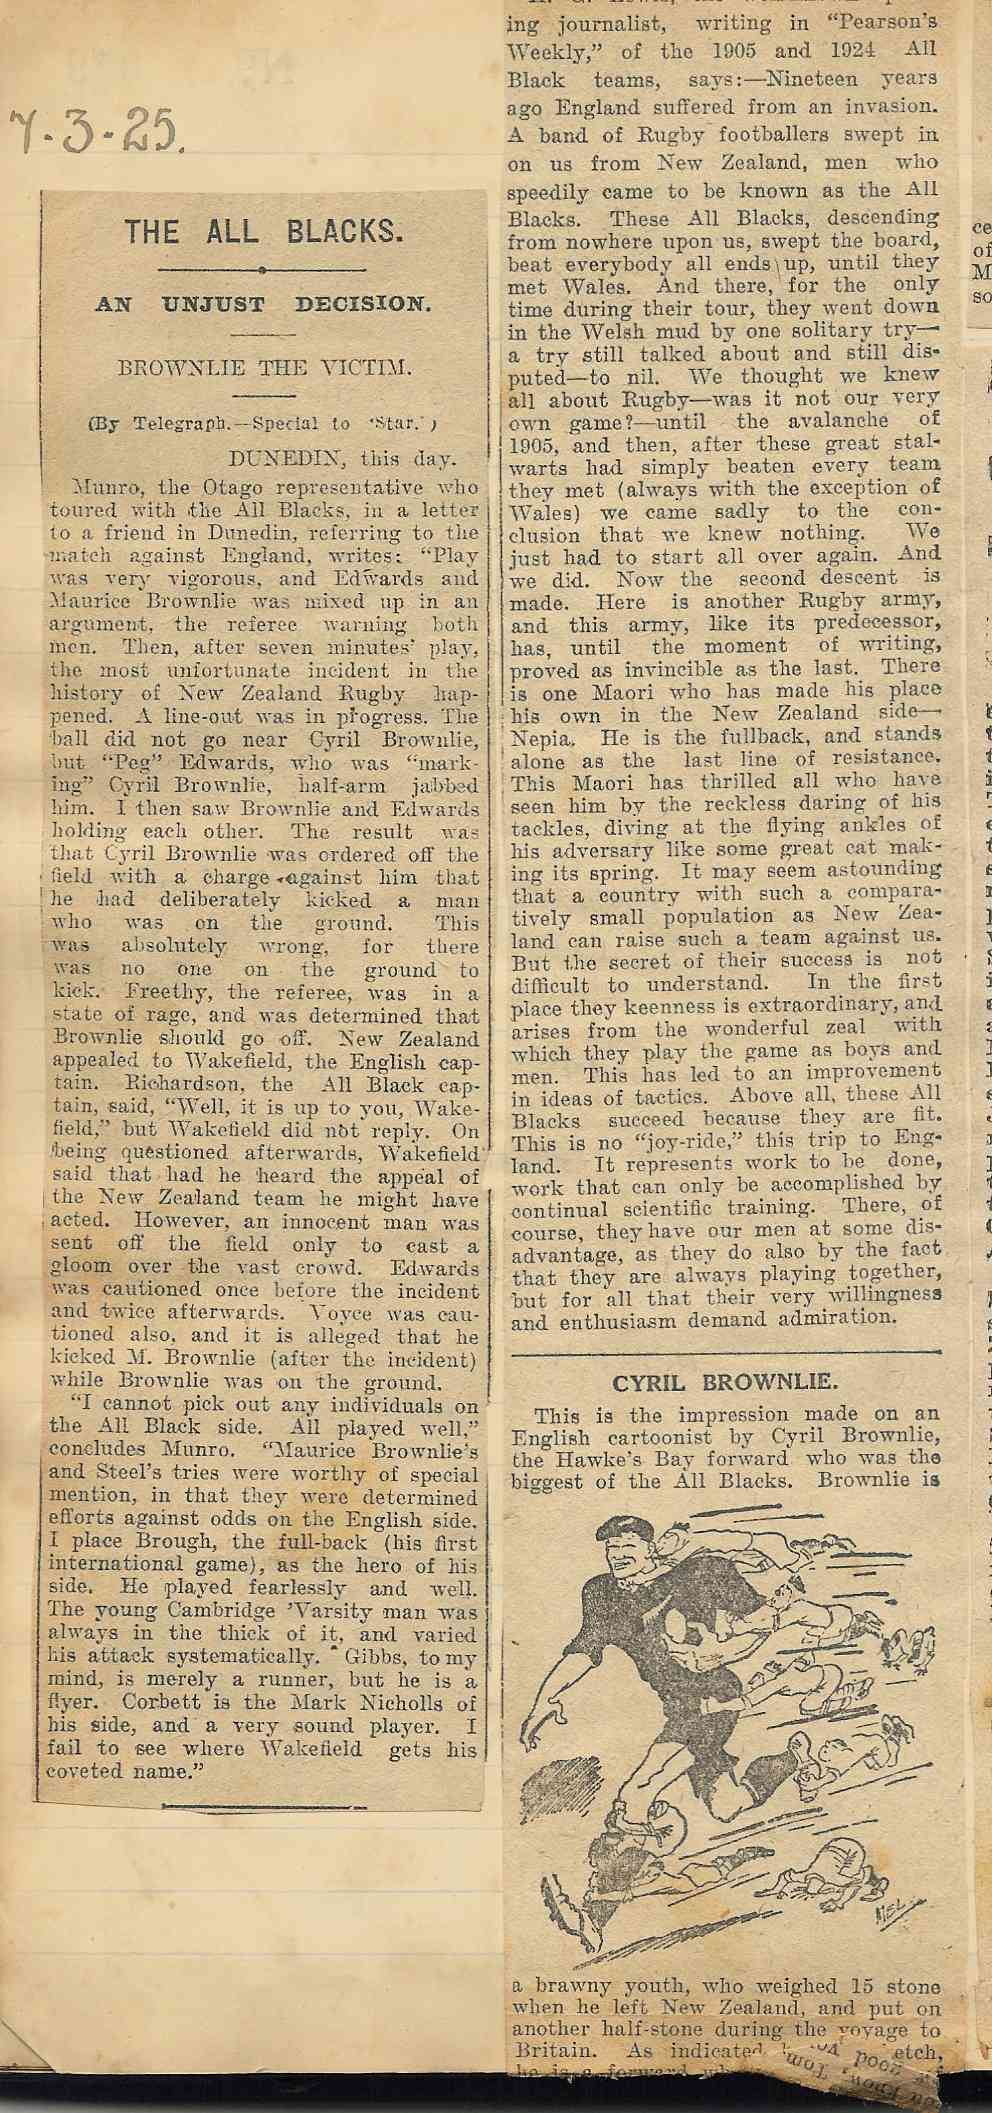 7-3-25.
THE ALL BLACKS.
AN UNJUST DECISION.
BROWNLIE THE VICTIM.
(By Telegraph.—Special to 'Star.')
DUNEDIN, this day.
Munro, the Otago representative who
toured with the All Blacks, in a letter
to a friend in Dunedin, referring to the
match against England, writes: "Play
was very vigorous, and Edwards and
Maurice Brownlie was mixed up in an
argument, the referee warning both
men. Then, after seven minutes' play,
the most unfortunate incident in the
history of New Zealand Rugby hap-
pened. A line-out was in progress. The
ball did not go near Cyril Brownlie,
but "Peg" Edwards, who was "mark-
ing" Cyril Brownlie, half-arm jabbed
him. I then saw Brownlie and Edwards
holding each other. The result was
that Cyril Brownlie was ordered off the
field with a charge against him that
he had deliberately kicked a man
who was on the ground. This
was absolutely wrong, for there
was no one on the ground to
kick. Freethy, the referee, was in a
state of rage, and was determined that
Brownlie should go off. New Zealand
appealed to Wakefield, the English cap-
tain. Richardson, the All Black cap-
tain, said, "Well, it is up to you, Wake-
field," but Wakefield did not reply. On
being questioned afterwards, Wakefield
said that had he heard the appeal of
the New Zealand team he might have
acted. However, an innocent man was
sent off the field only to cast a
gloom over the vast crowd. Edwards
was cautioned once before the incident
and twice afterwards. Voyce was cau-
tioned also, and it is alleged that he
kicked M. Brownlie (after the incident)
while Brownlie was on the ground.
"I cannot pick out any individuals on
the All Black side. All played well,"
concludes Munro. "Maurice Brownlie's
and Steel's tries were worthy of special
mention, in that they were determined
efforts against odds on the English side.
I place Brough, the full-back (his first
international game), as the hero of his
side. He played fearlessly and well.
The young Cambridge 'Varsity man was
always in the thick of it, and varied
his attack systematically. Gibbs, to my
mind, is merely a runner, but he is a
flyer. Corbett is the Mark Nicholls of
his side, and a very sound player. I
fail to see where Wakefield gets his
coveted name."
ing journalist, writing in "Pearson's
Weekly," of the 1905 and 1924 All
Black teams, says:—Nineteen years
ago England suffered from an invasion.
A band of Rugby footballers swept in
on us from New Zealand, men who
speedily came to be known as the All
Blacks. These All Blacks, descending
from nowhere upon us, swept the board,
beat everybody all ends up, until they
met Wales. And there, for the only
time during their tour, they went down
in the Welsh mud by one solitary try—
a try still talked about and still dis-
puted—to nil. We thought we knew
all about Rugby—was it not our very
own game?—until the avalanche of
1905, and then, after these great stal-
warts had simply beaten every team
they met (always with the exception of
Wales) we came sadly to the con-
clusion that we knew nothing. We
just had to start all over again. And
we did. Now the second descent is
made. Here is another Rugby army,
and this army, like its predecessor,
has, until the moment of writing,
proved as invincible as the last. There
is one Maori who has made his place
his own in the New Zealand side—
Nepia. He is the fullback, and stands
alone as the last line of resistance.
This Maori has thrilled all who have
seen him by the reckless daring of his
tackles, diving at the flying ankles of
his adversary like some great cat mak-
ing its spring. It may seem astounding
that a country with such a compara-
tively small population as New Zea-
land can raise such a team against us.
But the secret of their success is not
difficult to understand. In the first
place they keenness is extraordinary, and
arises from the wonderful zeal with
which they play the game as boys and
men. This has led to an improvement
in ideas of tactics. Above all, these All
Blacks succeed because they are fit.
This is no "joy-ride," this trip to Eng-
land. It represents work to be done,
work that can only be accomplished by
continual scientific training. There, of
course, they have our men at some dis-
advantage, as they do also by the fact
that they are always playing together,
but for all that their very willingness
and enthusiasm demand admiration.
CYRIL BROWNLIE.
This is the impression made on an
English cartoonist by Cyril Brownlie,
the Hawke's Bay forward who was the
biggest of the All Blacks. Brownlie is
a brawny youth, who weighed 15 stone
when he left New Zealand, and put on
another half-stone during the voyage to
Britain. As indicated etch,
he is a forward
ce
of
M
so